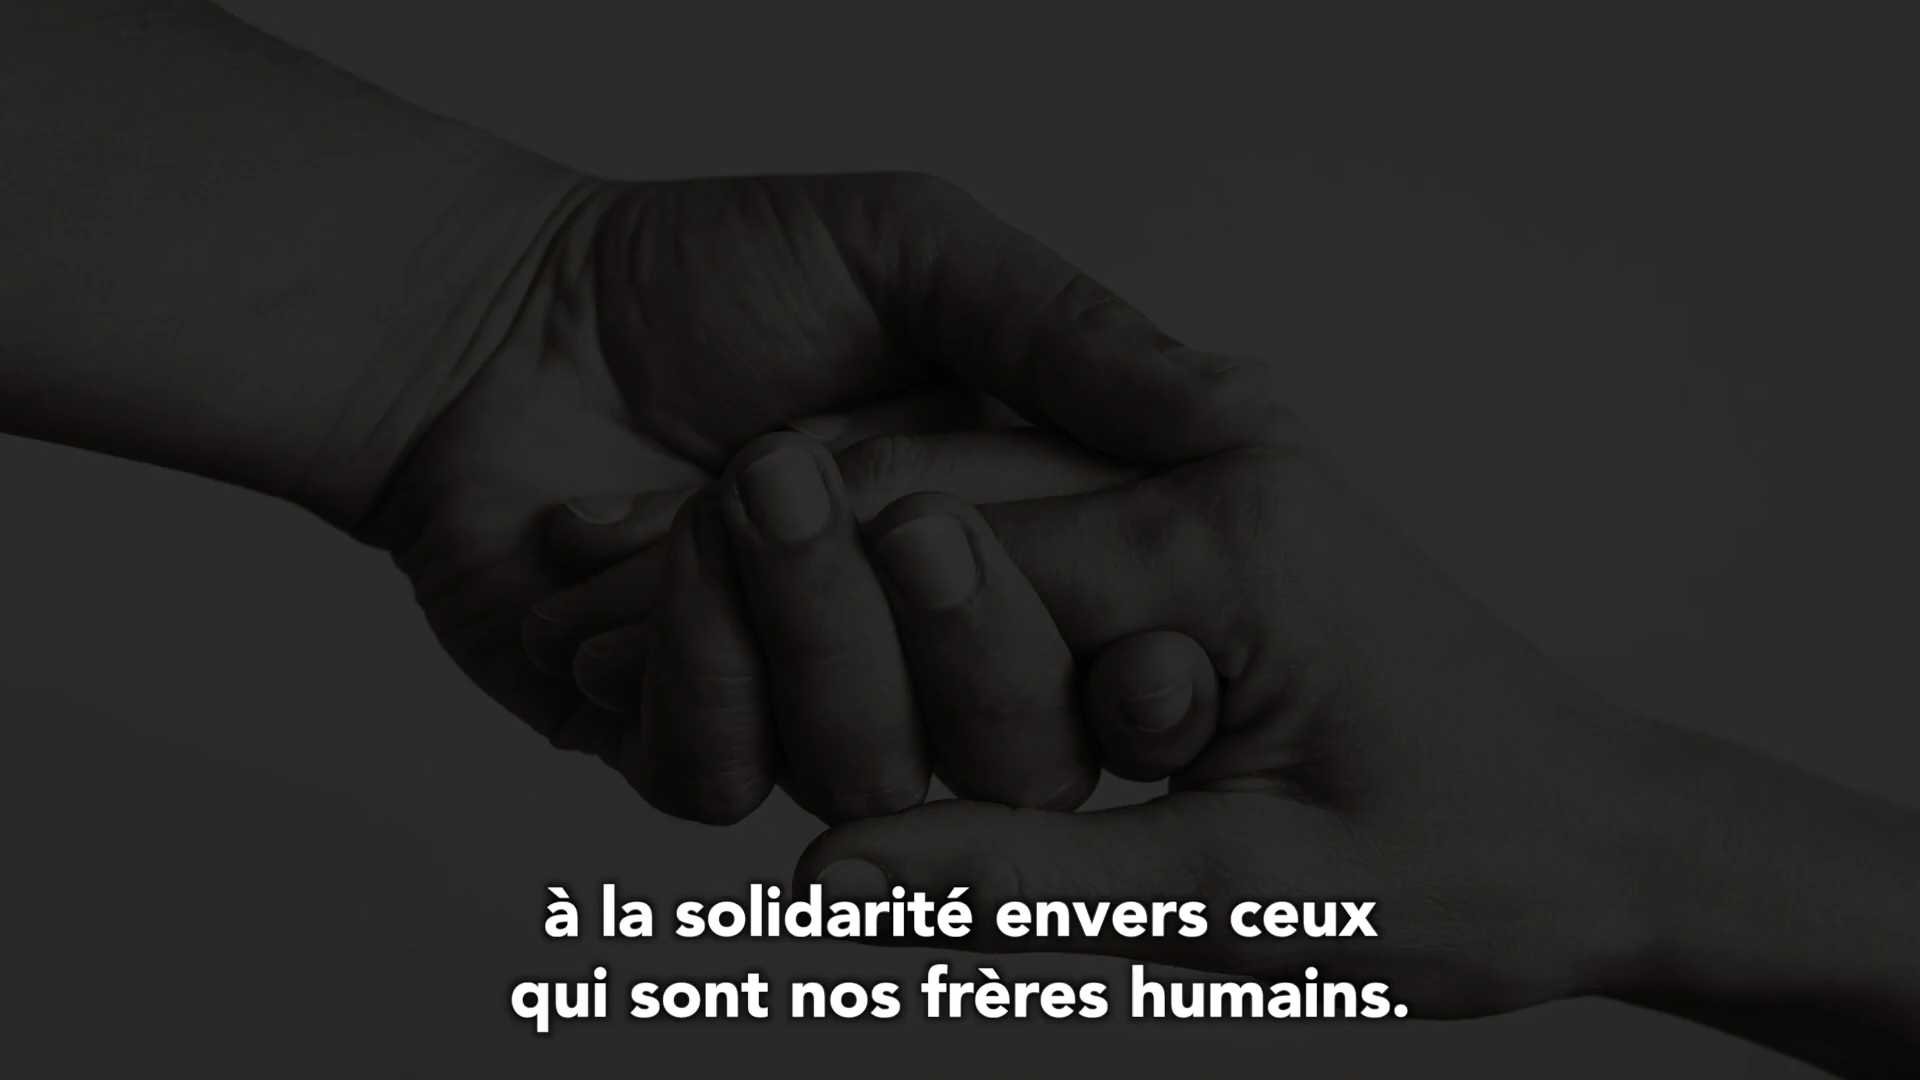 à la solidarité envers ceux
qui sont nos frères humains.